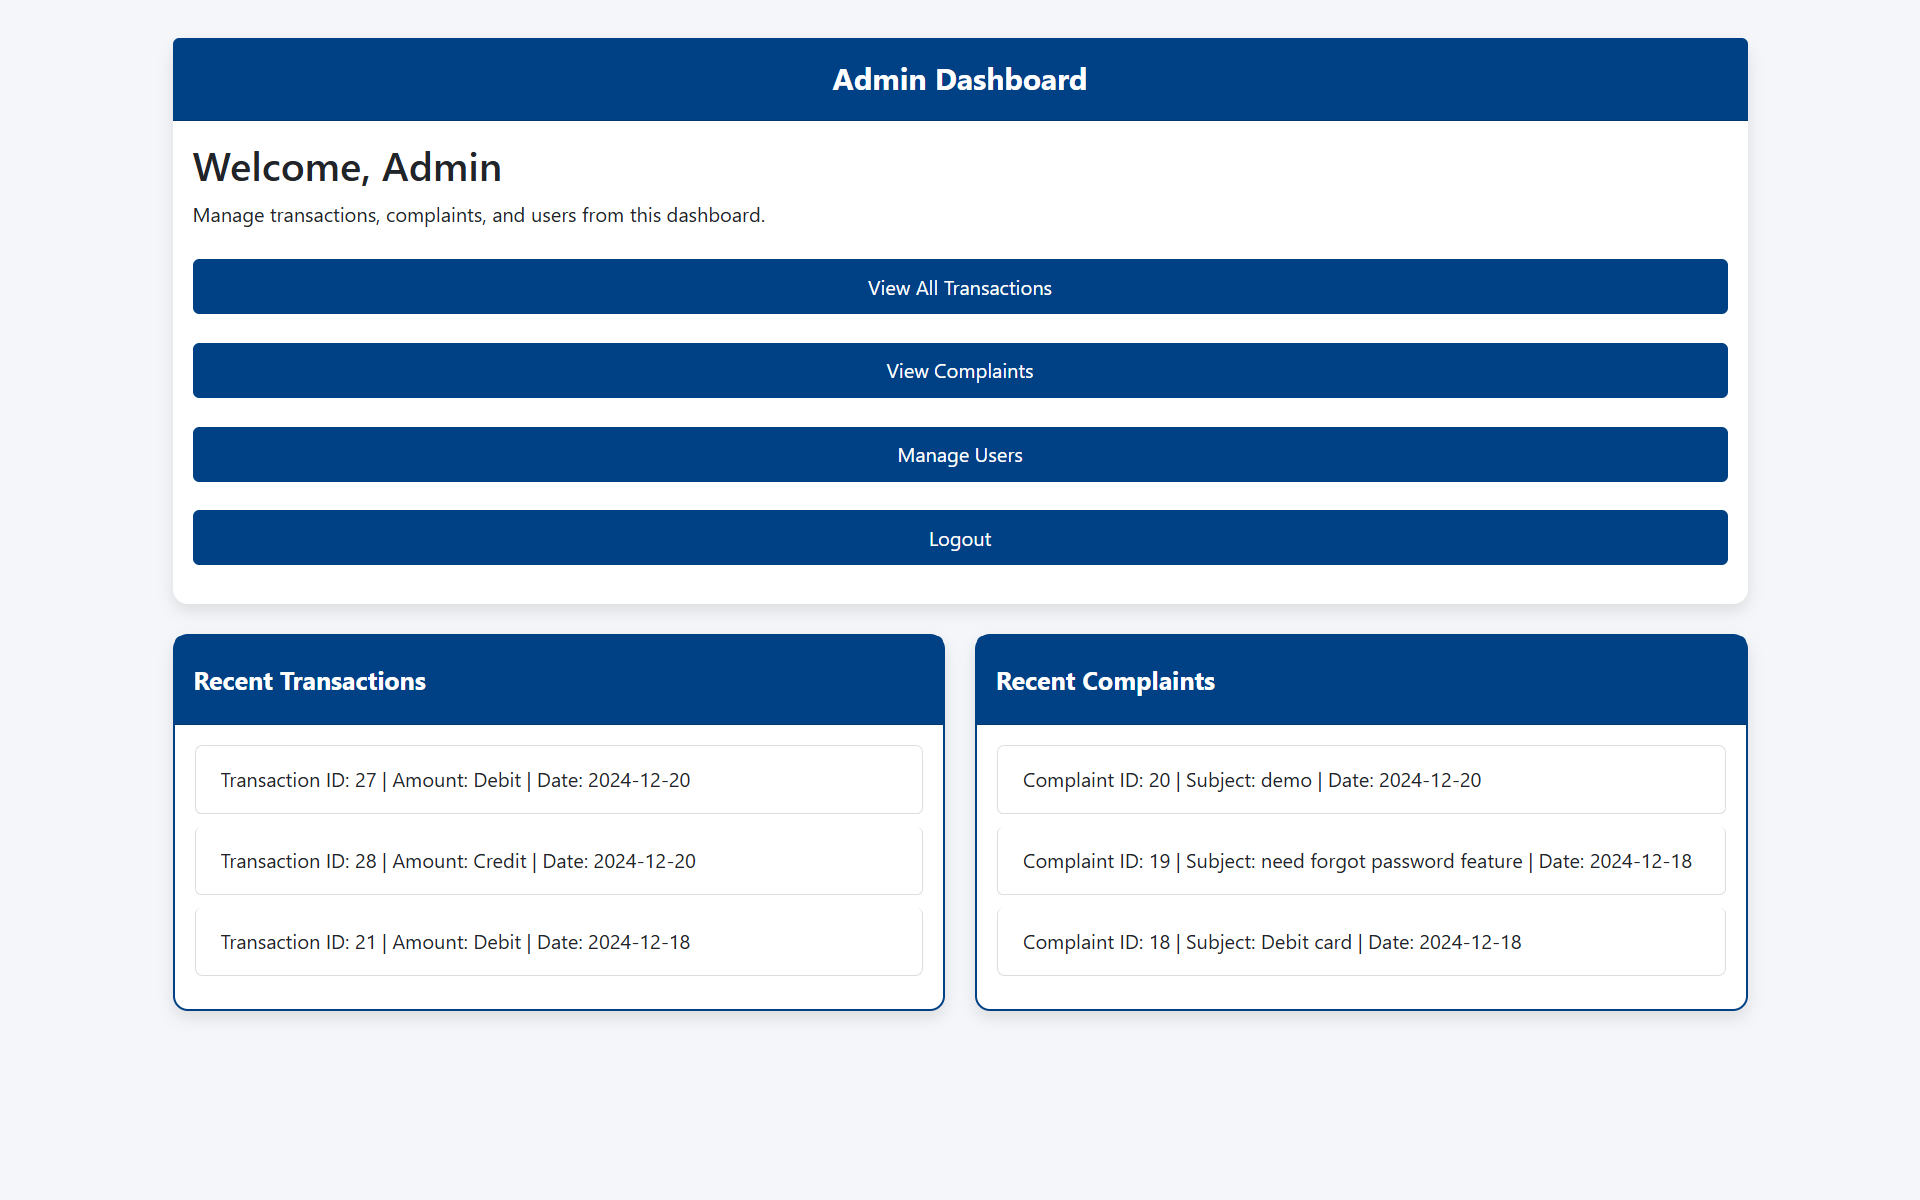 Admin Dashboard
Welcome, Admin
Manage transactions, complaints, and users from this dashboard.
View All Transactions
View Complaints
Manage Users
Logout
Recent Transactions
Transaction ID: 27 | Amount: Debit | Date: 2024-12-20
Transaction ID: 28 | Amount: Credit | Date: 2024-12-20
Transaction ID: 21 | Amount: Debit | Date: 2024-12-18
Recent Complaints
Complaint ID: 20 | Subject: demo | Date: 2024-12-20
Complaint ID: 19 | Subject: need forgot password feature | Date: 2024-12-18
Complaint ID: 18 | Subject: Debit card | Date: 2024-12-18